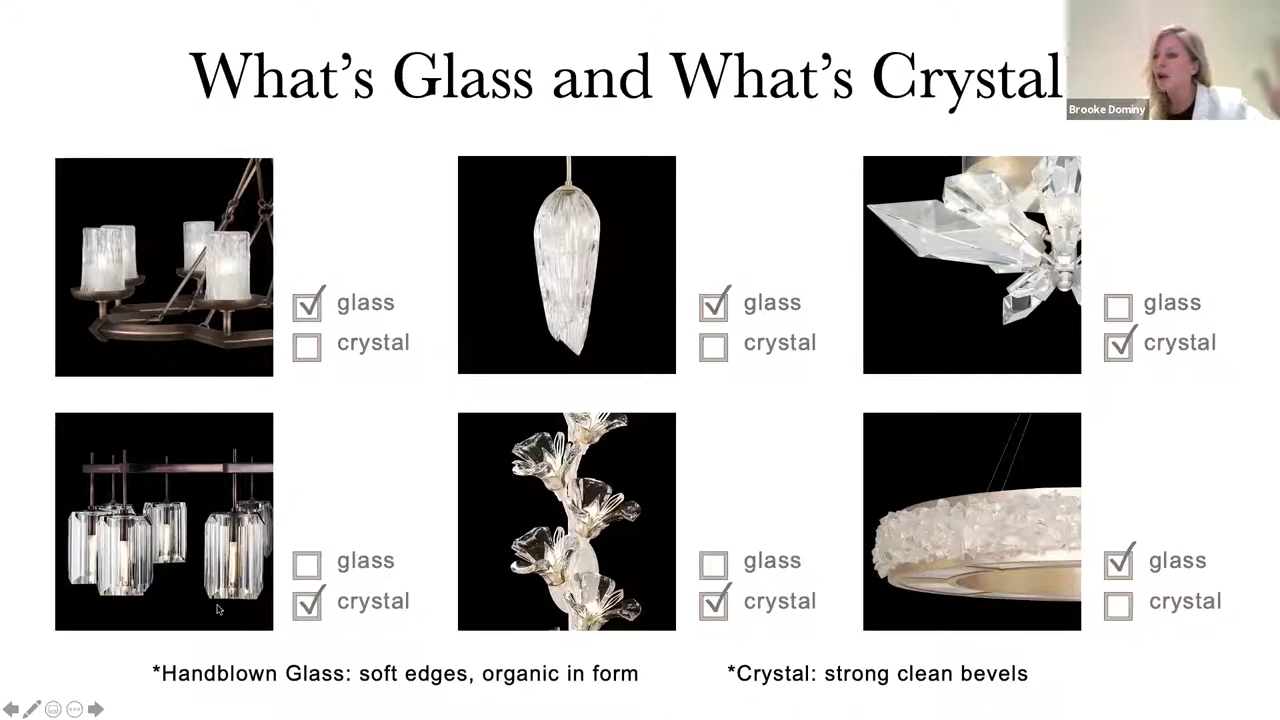 What's Glass and What's Crystal
Brooke Dominy
glass
crystal
glass
crystal
glass
crystal
glass
crystal
glass
crystal
glass
crystal
*Handblown Glass: soft edges, organic in form
*Crystal: strong clean bevels